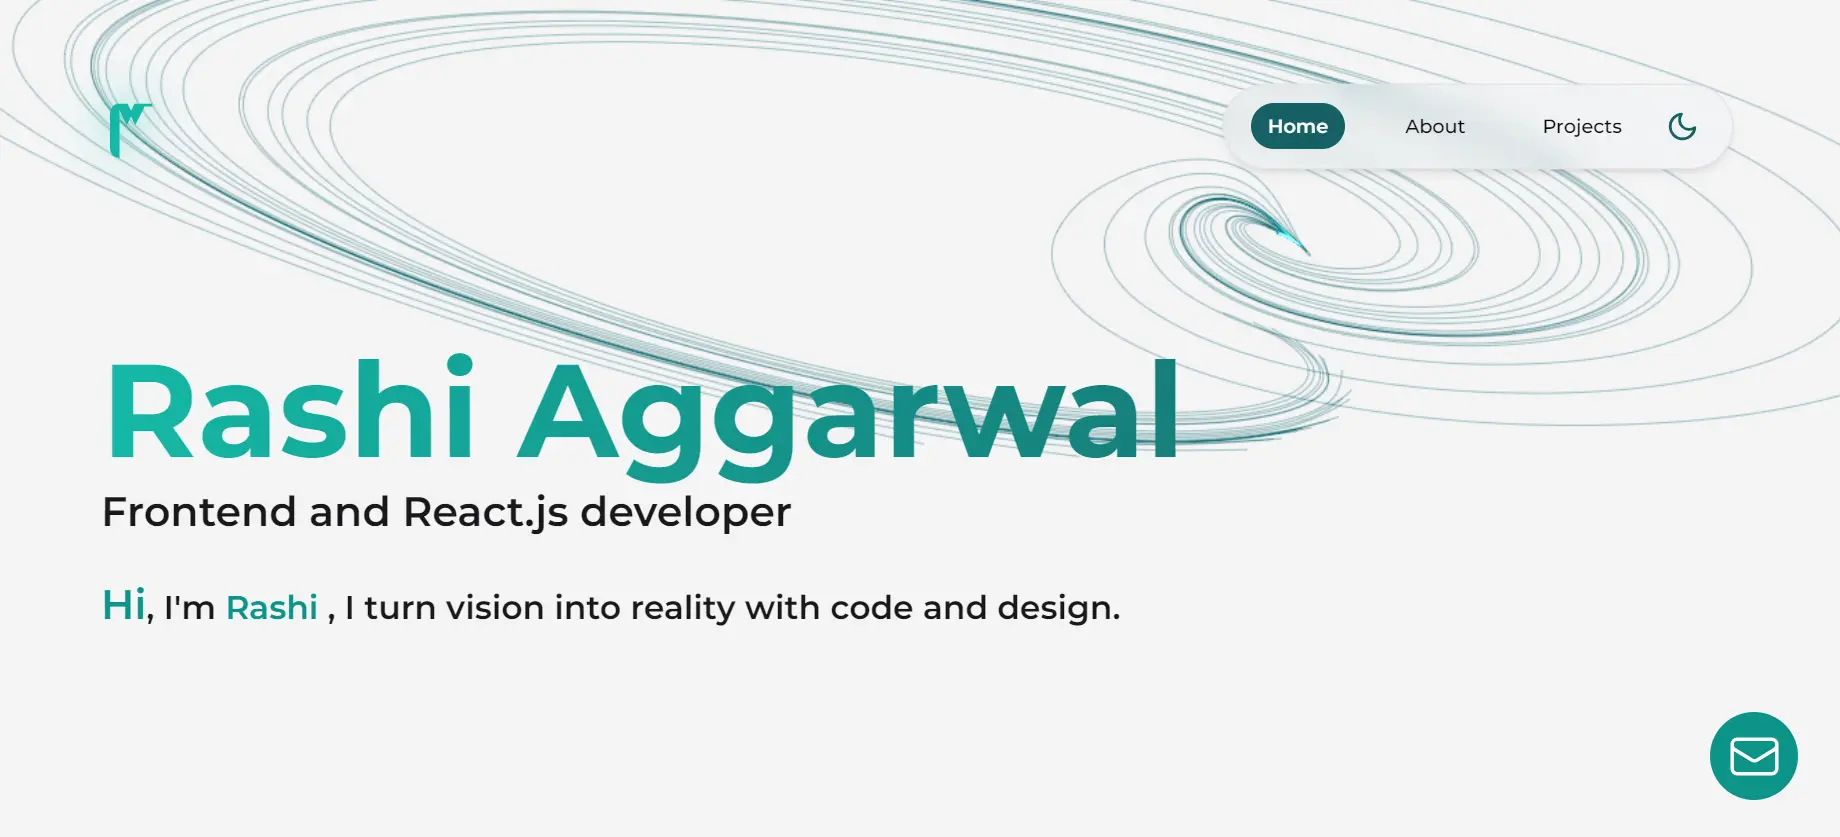 Home About Projects
Rashi Aggarwal
Frontend and React.js developer
Hi, I'm Rashi , I turn vision into reality with code and design.